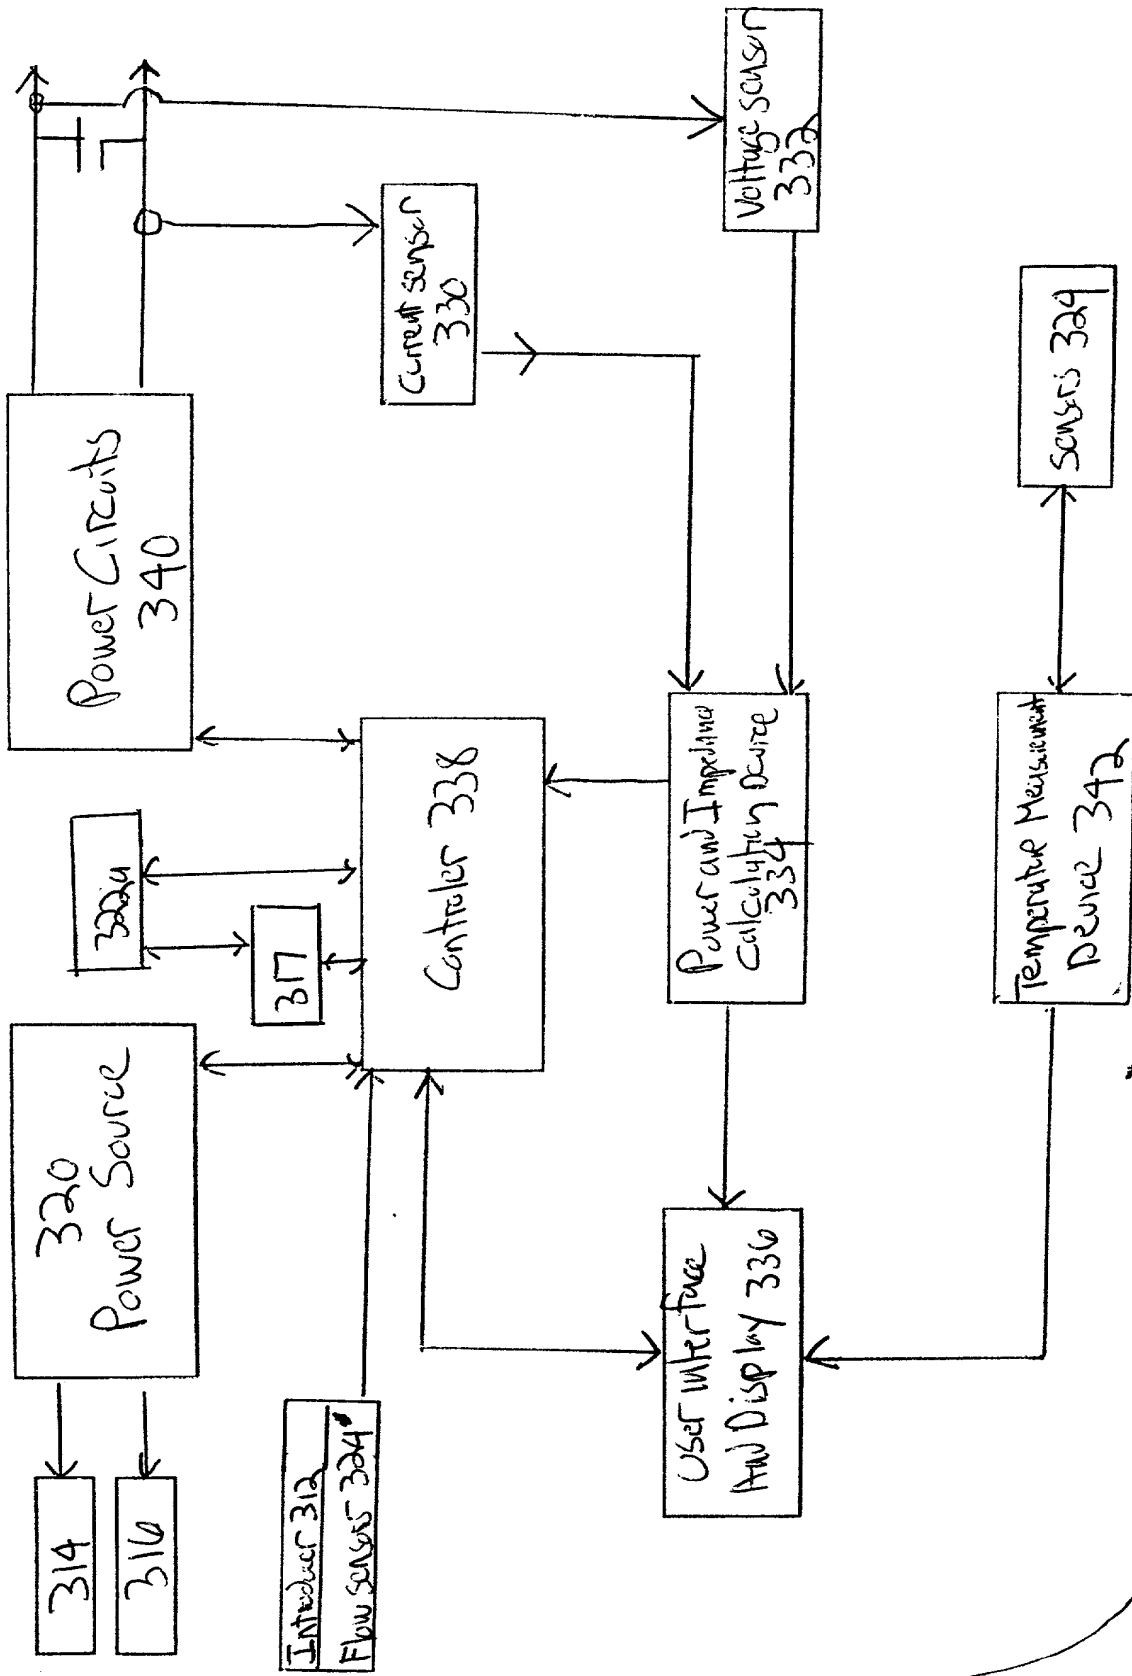 314
316
320
Power Source
322a
317
Power Circuits
340
Introducer 312
Flow sensors 324'
Controler 338
Current sensor
330
Voltage sensor
332
User interface
And Display 336
Power and Impedance
Calculation Device
334
Temperature Measurement
Device 342
sensors 324